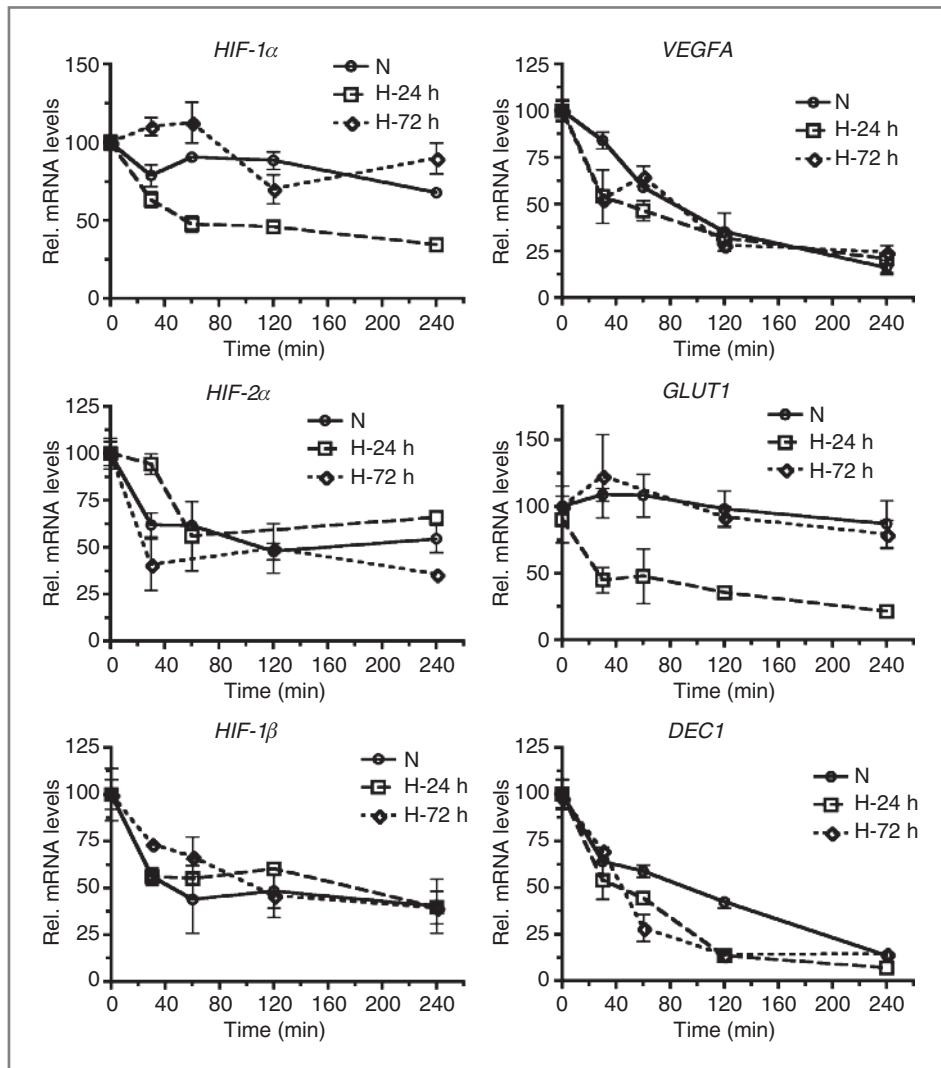 HIF-1α
Rel. mRNA levels
150
100
50
0
N
H-24 h
H-72 h
0 40 80 120 160 200 240
Time (min)
VEGFA
Rel. mRNA levels
125
100
75
50
25
0
N
H-24 h
H-72 h
0 40 80 120 160 200 240
Time (min)
HIF-2α
Rel. mRNA levels
125
100
75
50
25
0
N
H-24 h
H-72 h
0 40 80 120 160 200 240
Time (min)
GLUT1
Rel. mRNA levels
150
100
50
0
N
H-24 h
H-72 h
0 40 80 120 160 200 240
Time (min)
HIF-1β
Rel. mRNA levels
125
100
75
50
25
0
N
H-24 h
H-72 h
0 40 80 120 160 200 240
Time (min)
DEC1
Rel. mRNA levels
125
100
75
50
25
0
N
H-24 h
H-72 h
0 40 80 120 160 200 240
Time (min)